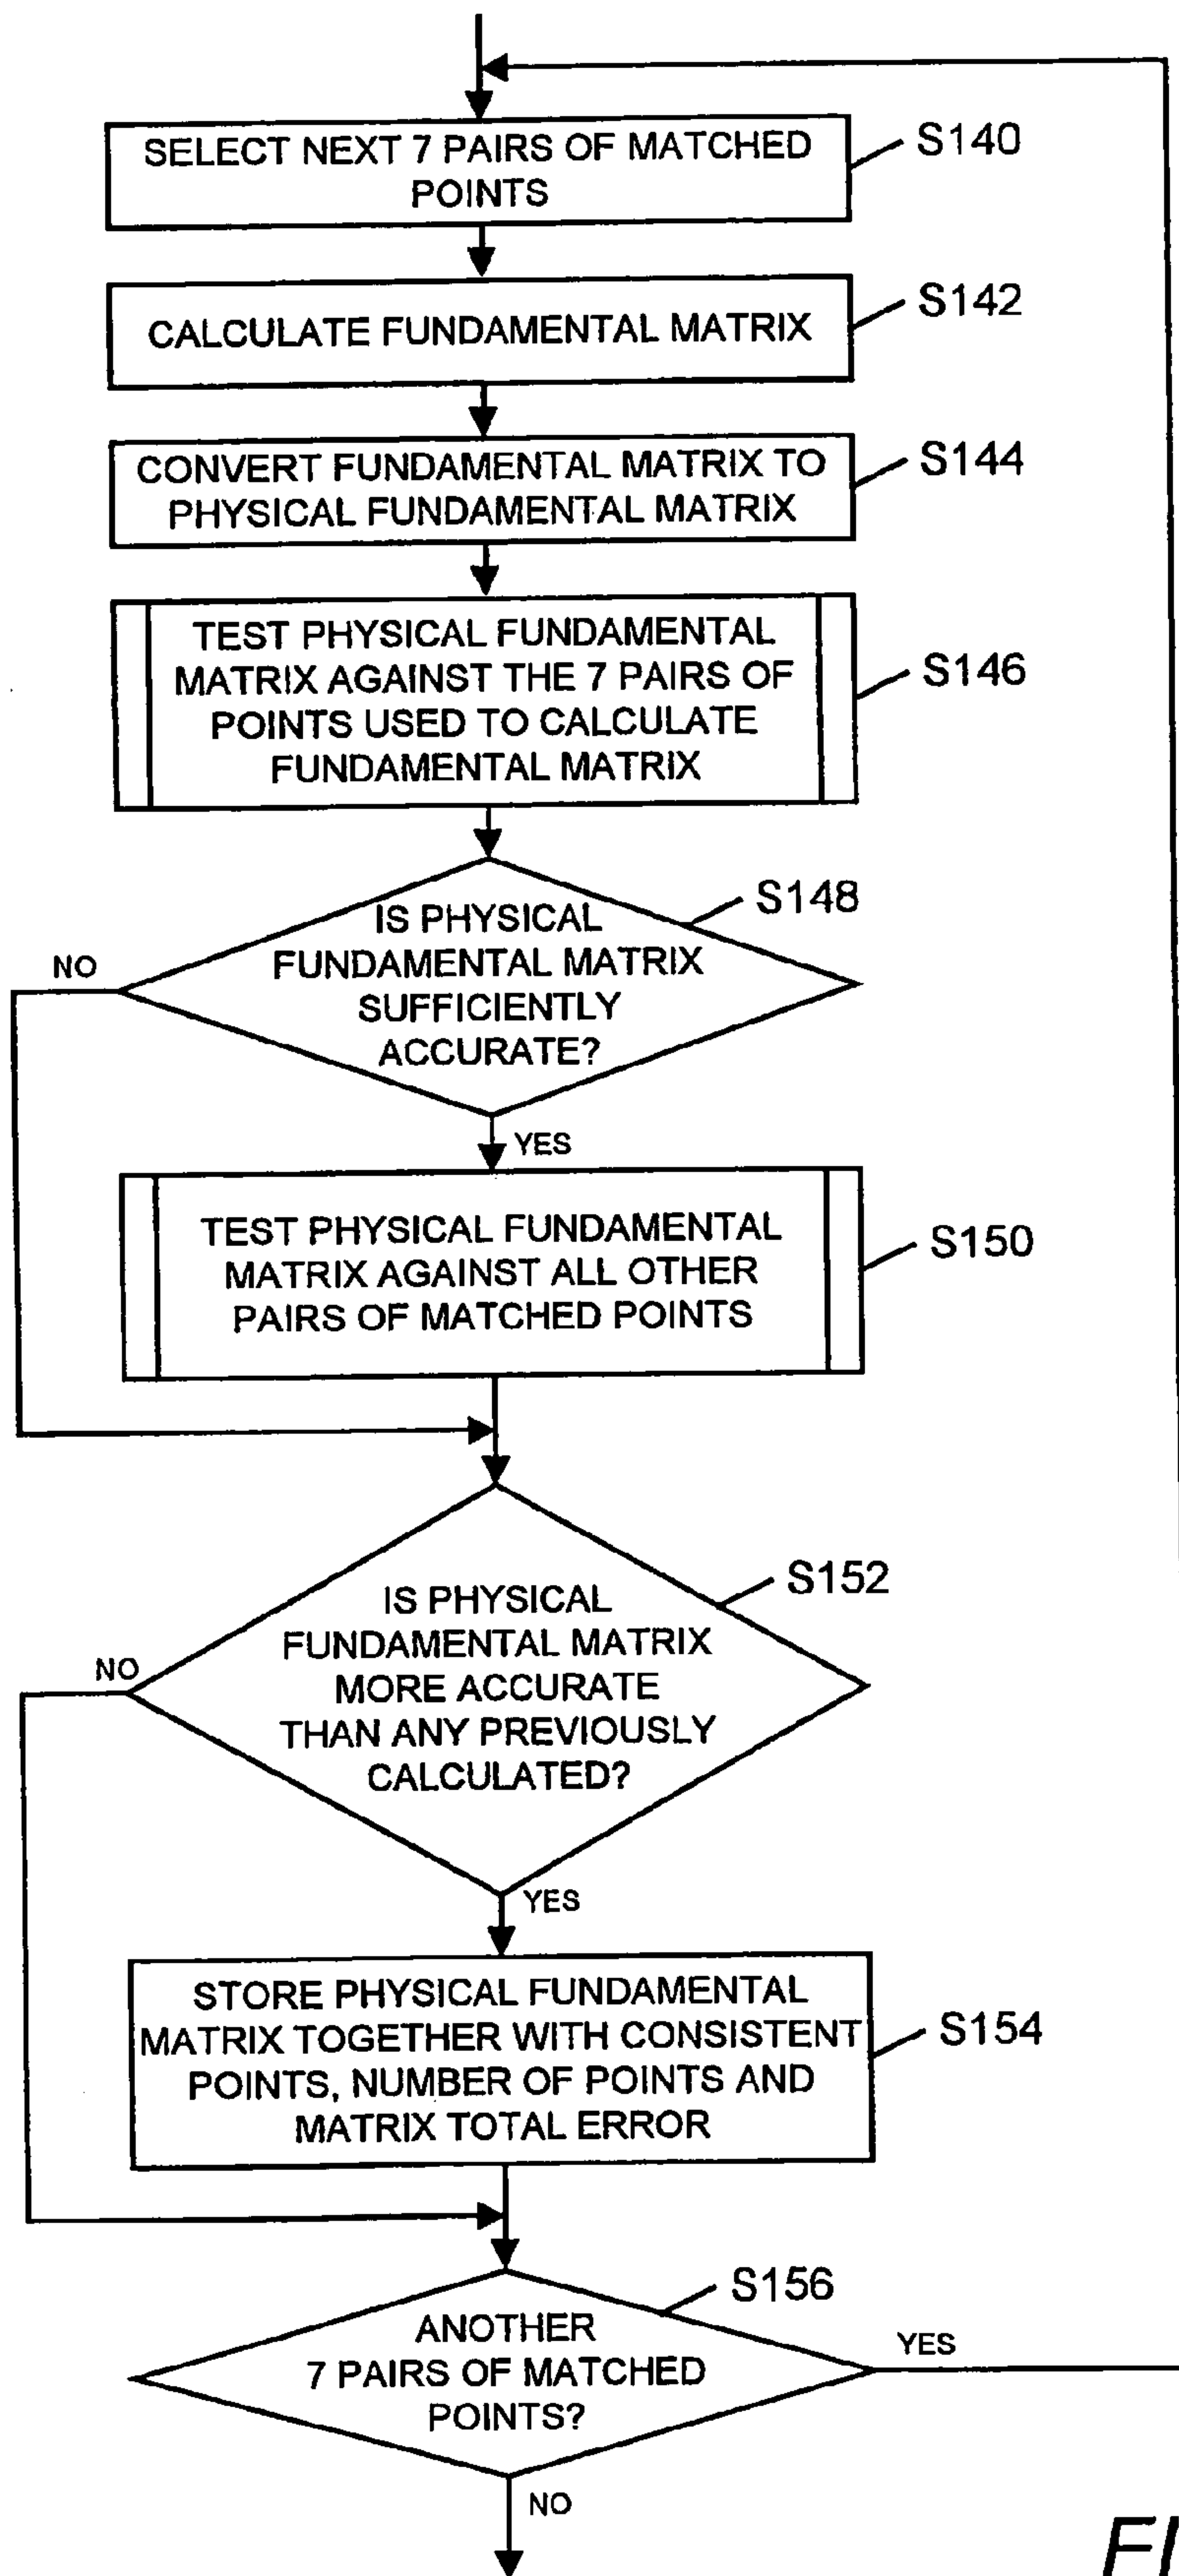 SELECT NEXT 7 PAIRS OF MATCHED
POINTS
S140
CALCULATE FUNDAMENTAL MATRIX
S142
CONVERT FUNDAMENTAL MATRIX TO
PHYSICAL FUNDAMENTAL MATRIX
S144
TEST PHYSICAL FUNDAMENTAL
MATRIX AGAINST THE 7 PAIRS OF
POINTS USED TO CALCULATE
FUNDAMENTAL MATRIX
S146
IS PHYSICAL
FUNDAMENTAL MATRIX
SUFFICIENTLY
ACCURATE?
S148
NO
YES
TEST PHYSICAL FUNDAMENTAL
MATRIX AGAINST ALL OTHER
PAIRS OF MATCHED POINTS
S150
IS PHYSICAL
FUNDAMENTAL MATRIX
MORE ACCURATE
THAN ANY PREVIOUSLY
CALCULATED?
S152
NO
YES
STORE PHYSICAL FUNDAMENTAL
MATRIX TOGETHER WITH CONSISTENT
POINTS, NUMBER OF POINTS AND
MATRIX TOTAL ERROR
S154
ANOTHER
7 PAIRS OF MATCHED
POINTS?
S156
YES
NO